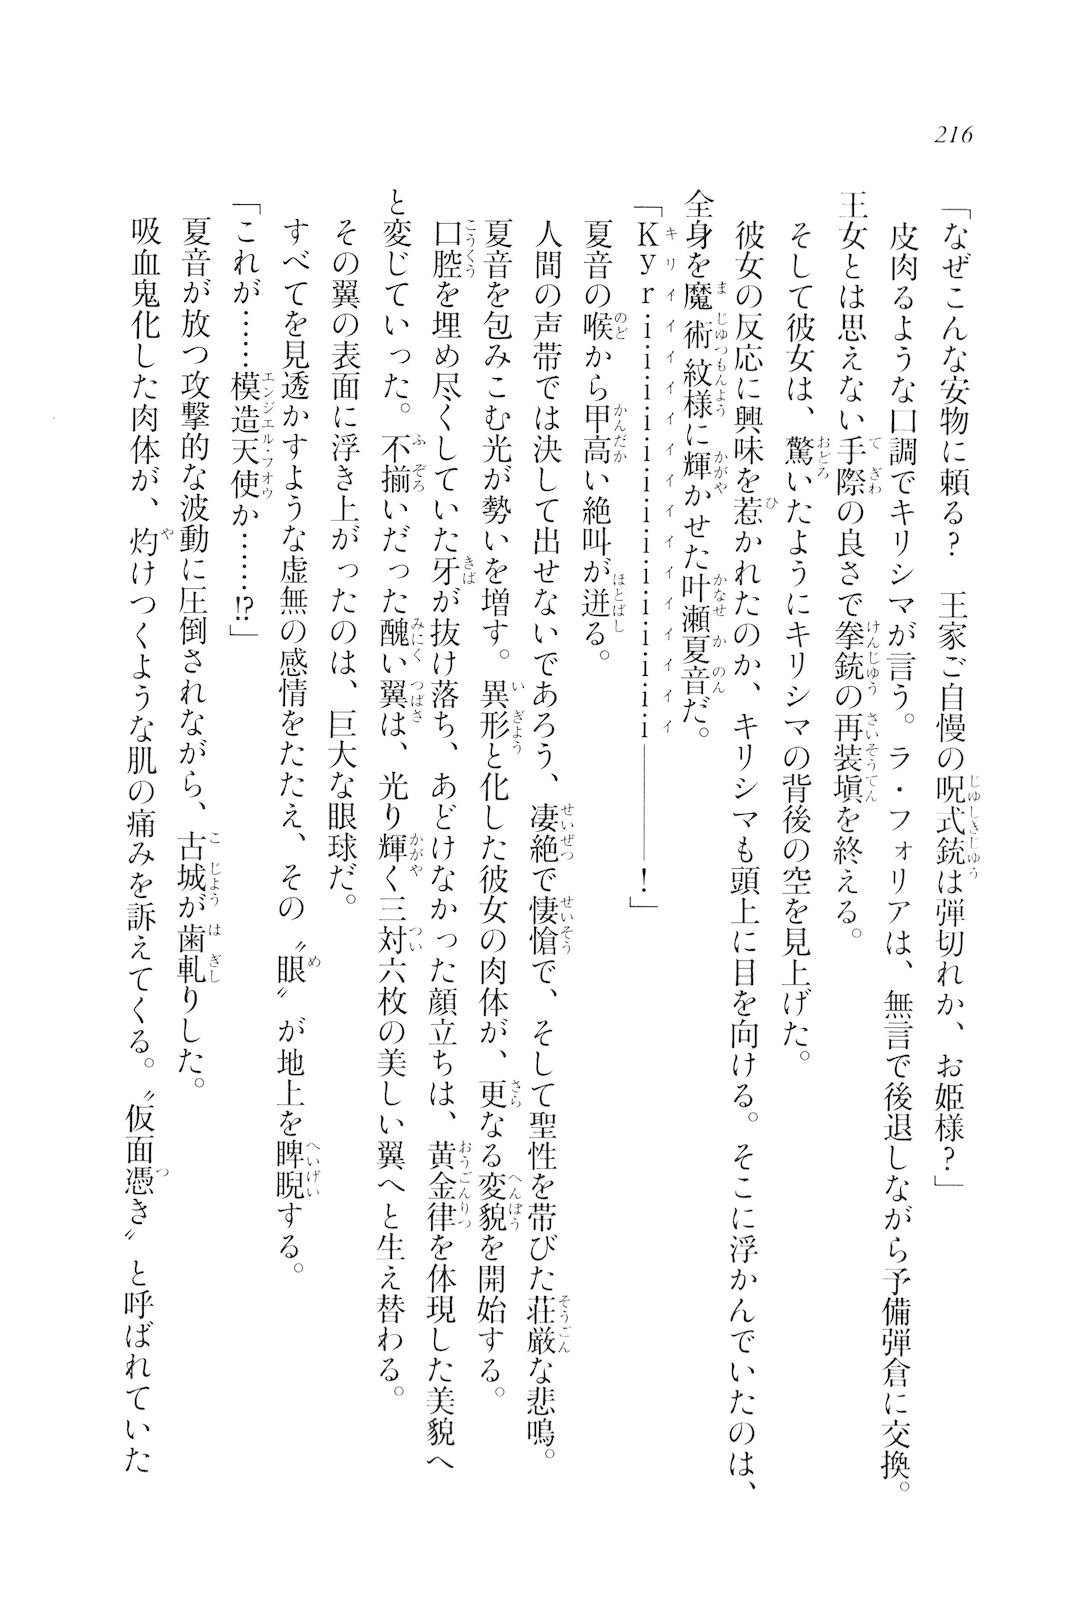 216
「なぜこんな安物に頼る？　王家ご自慢の呪式銃は弾切れか、お姫様？」
皮肉るような口調でキリシマが言う。ラ・フォリアは、無言で後退しながら予備弾倉に交換。
王女とは思えない手際の良さで拳銃の再装塡を終える。
そして彼女は、驚いたようにキリシマの背後の空を見上げた。
彼女の反応に興味を惹かれたのか、キリシマも頭上に目を向ける。そこに浮かんでいたのは、
全身を魔術紋様に輝かせた叶瀬夏音だ。
「Kyriiiiiiiiiiiiii――――！」
夏音の喉から甲高い絶叫が迸る。
人間の声帯では決して出せないであろう、凄絶で悽愴で、そして聖性を帯びた荘厳な悲鳴。
夏音を包みこむ光が勢いを増す。異形と化した彼女の肉体が、更なる変貌を開始する。
口腔を埋め尽くしていた牙が抜け落ち、あどけなかった顔立ちは、黄金律を体現した美貌へ
と変じていった。不揃いだった醜い翼は、光り輝く三対六枚の美しい翼へと生え替わる。
その翼の表面に浮き上がったのは、巨大な眼球だ。
すべてを見透かすような虚無の感情をたたえ、その〝眼〟が地上を睥睨する。
「これが……模造天使か……!?」
夏音が放つ攻撃的な波動に圧倒されながら、古城が歯軋りした。
吸血鬼化した肉体が、灼けつくような肌の痛みを訴えてくる。〝仮面憑き〟と呼ばれていた